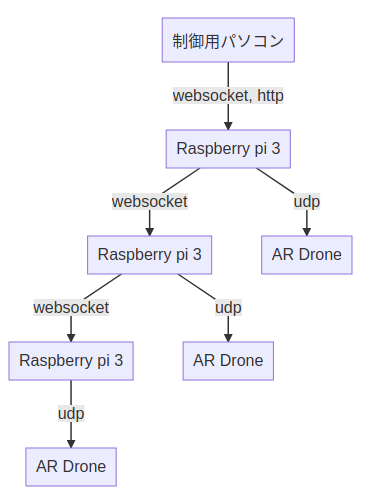 制御用パソコン
websocket, http
Raspberry pi 3
websocket
udp
Raspberry pi 3
AR Drone
websocket
udp
Raspberry pi 3
AR Drone
udp
AR Drone